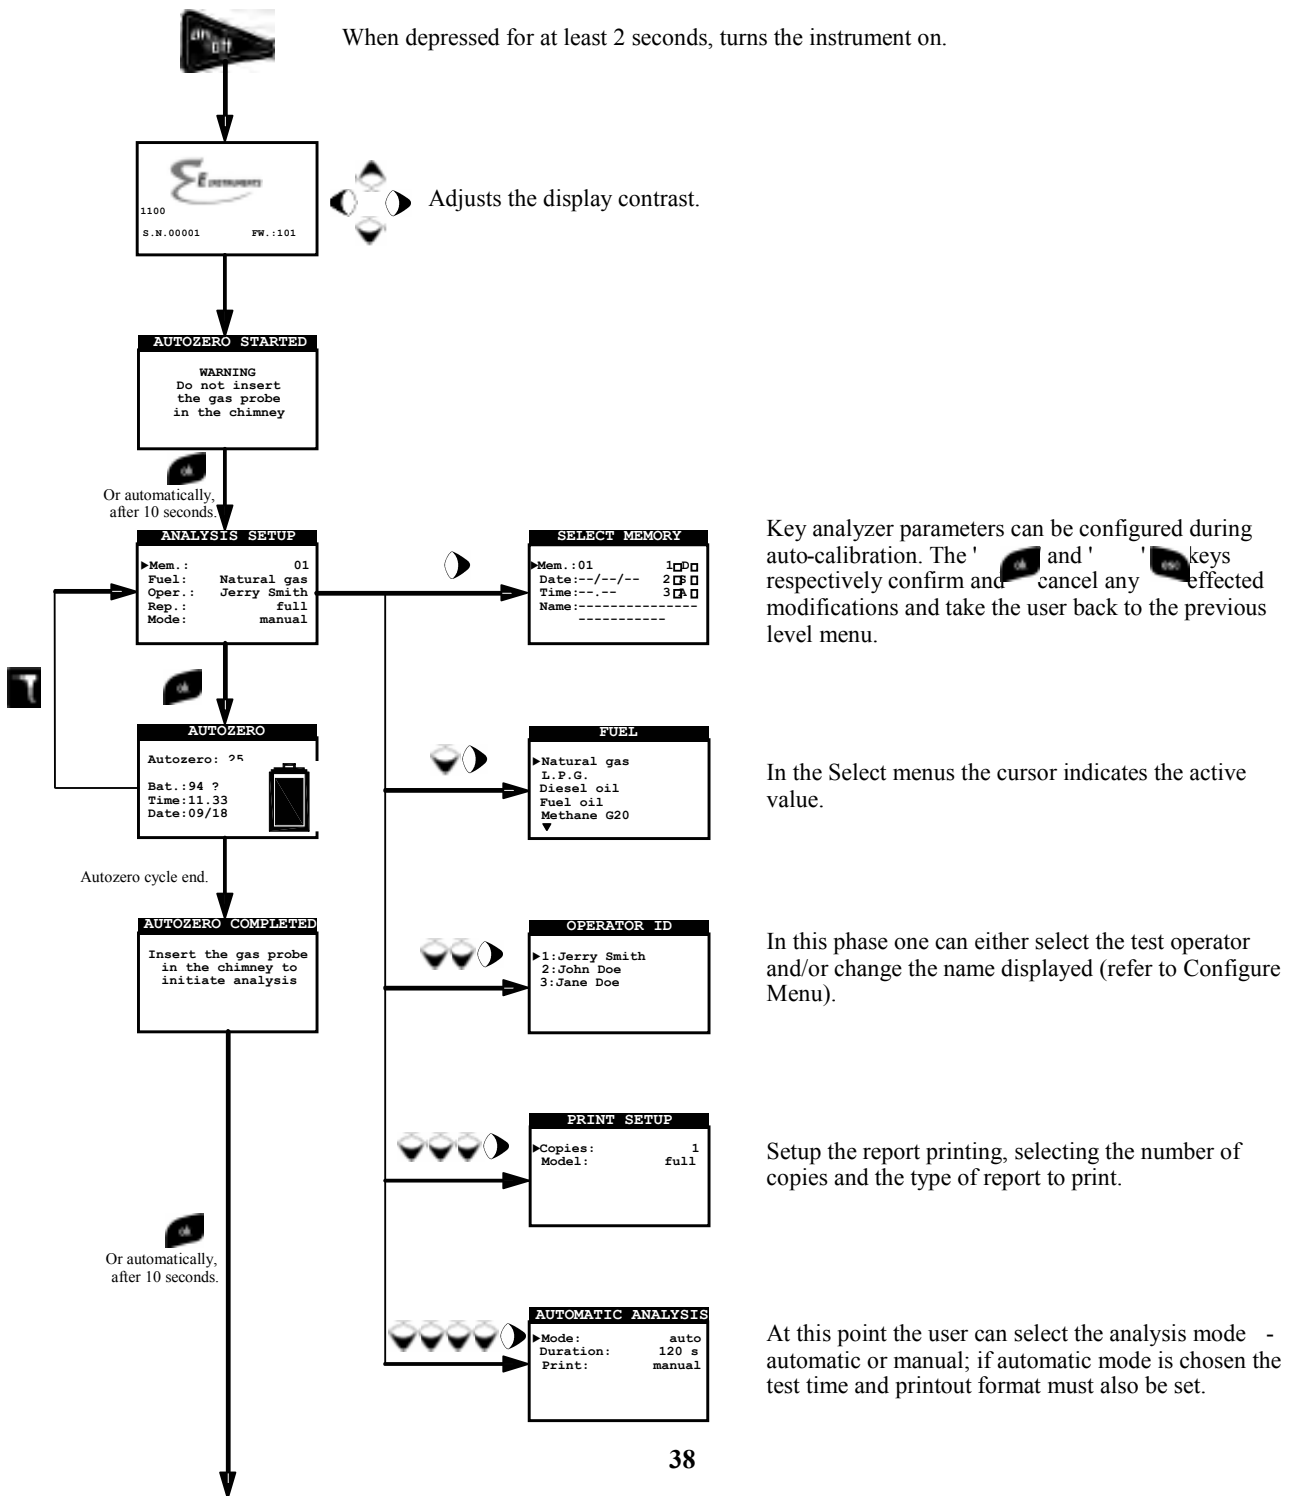 on
off
When depressed for at least 2 seconds, turns the instrument on.
E INSTRUMENTS
1100
S.N.00001 FW.:101
Adjusts the display contrast.
AUTOZERO STARTED
WARNING
Do not insert
the gas probe
in the chimney
ok
Or automatically,
after 10 seconds.
ANALYSIS SETUP
▶Mem.: 01
Fuel: Natural gas
Oper.: Jerry Smith
Rep.: full
Mode: manual
SELECT MEMORY
▶Mem.:01 1 D
Date:--/--/-- 2 S
Time:--.-- 3 A
Name:----------------
------------
Key analyzer parameters can be configured during
auto-calibration. The ' ok and ' ' esc keys
respectively confirm and cancel any effected
modifications and take the user back to the previous
level menu.
ok
AUTOZERO
Autozero: 25
Bat.:94 ?
Time:11.33
Date:09/18
FUEL
▶Natural gas
L.P.G.
Diesel oil
Fuel oil
Methane G20
▼
In the Select menus the cursor indicates the active
value.
Autozero cycle end.
AUTOZERO COMPLETED
Insert the gas probe
in the chimney to
initiate analysis
OPERATOR ID
▶1:Jerry Smith
2:John Doe
3:Jane Doe
In this phase one can either select the test operator
and/or change the name displayed (refer to Configure
Menu).
PRINT SETUP
▶Copies: 1
Model: full
Setup the report printing, selecting the number of
copies and the type of report to print.
ok
Or automatically,
after 10 seconds.
AUTOMATIC ANALYSIS
▶Mode: auto
Duration: 120 s
Print: manual
At this point the user can select the analysis mode -
automatic or manual; if automatic mode is chosen the
test time and printout format must also be set.
38